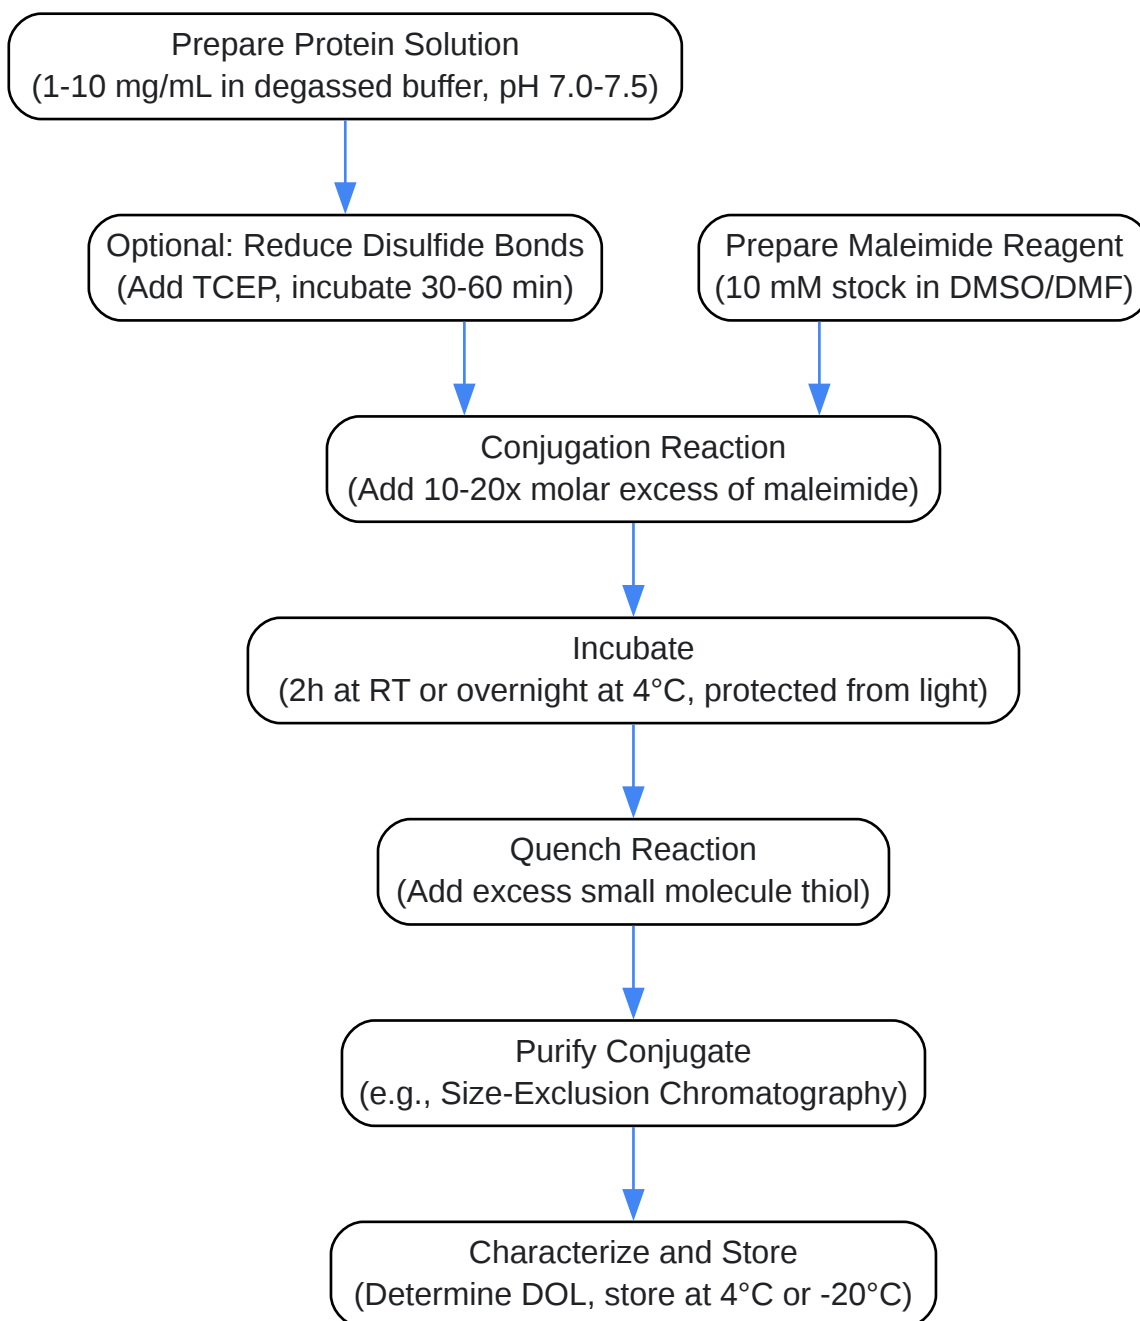 Prepare Protein Solution
(1-10 mg/mL in degassed buffer, pH 7.0-7.5)
Optional: Reduce Disulfide Bonds
(Add TCEP, incubate 30-60 min)
Prepare Maleimide Reagent
(10 mM stock in DMSO/DMF)
Conjugation Reaction
(Add 10-20x molar excess of maleimide)
Incubate
(2h at RT or overnight at 4°C, protected from light)
Quench Reaction
(Add excess small molecule thiol)
Purify Conjugate
(e.g., Size-Exclusion Chromatography)
Characterize and Store
(Determine DOL, store at 4°C or -20°C)